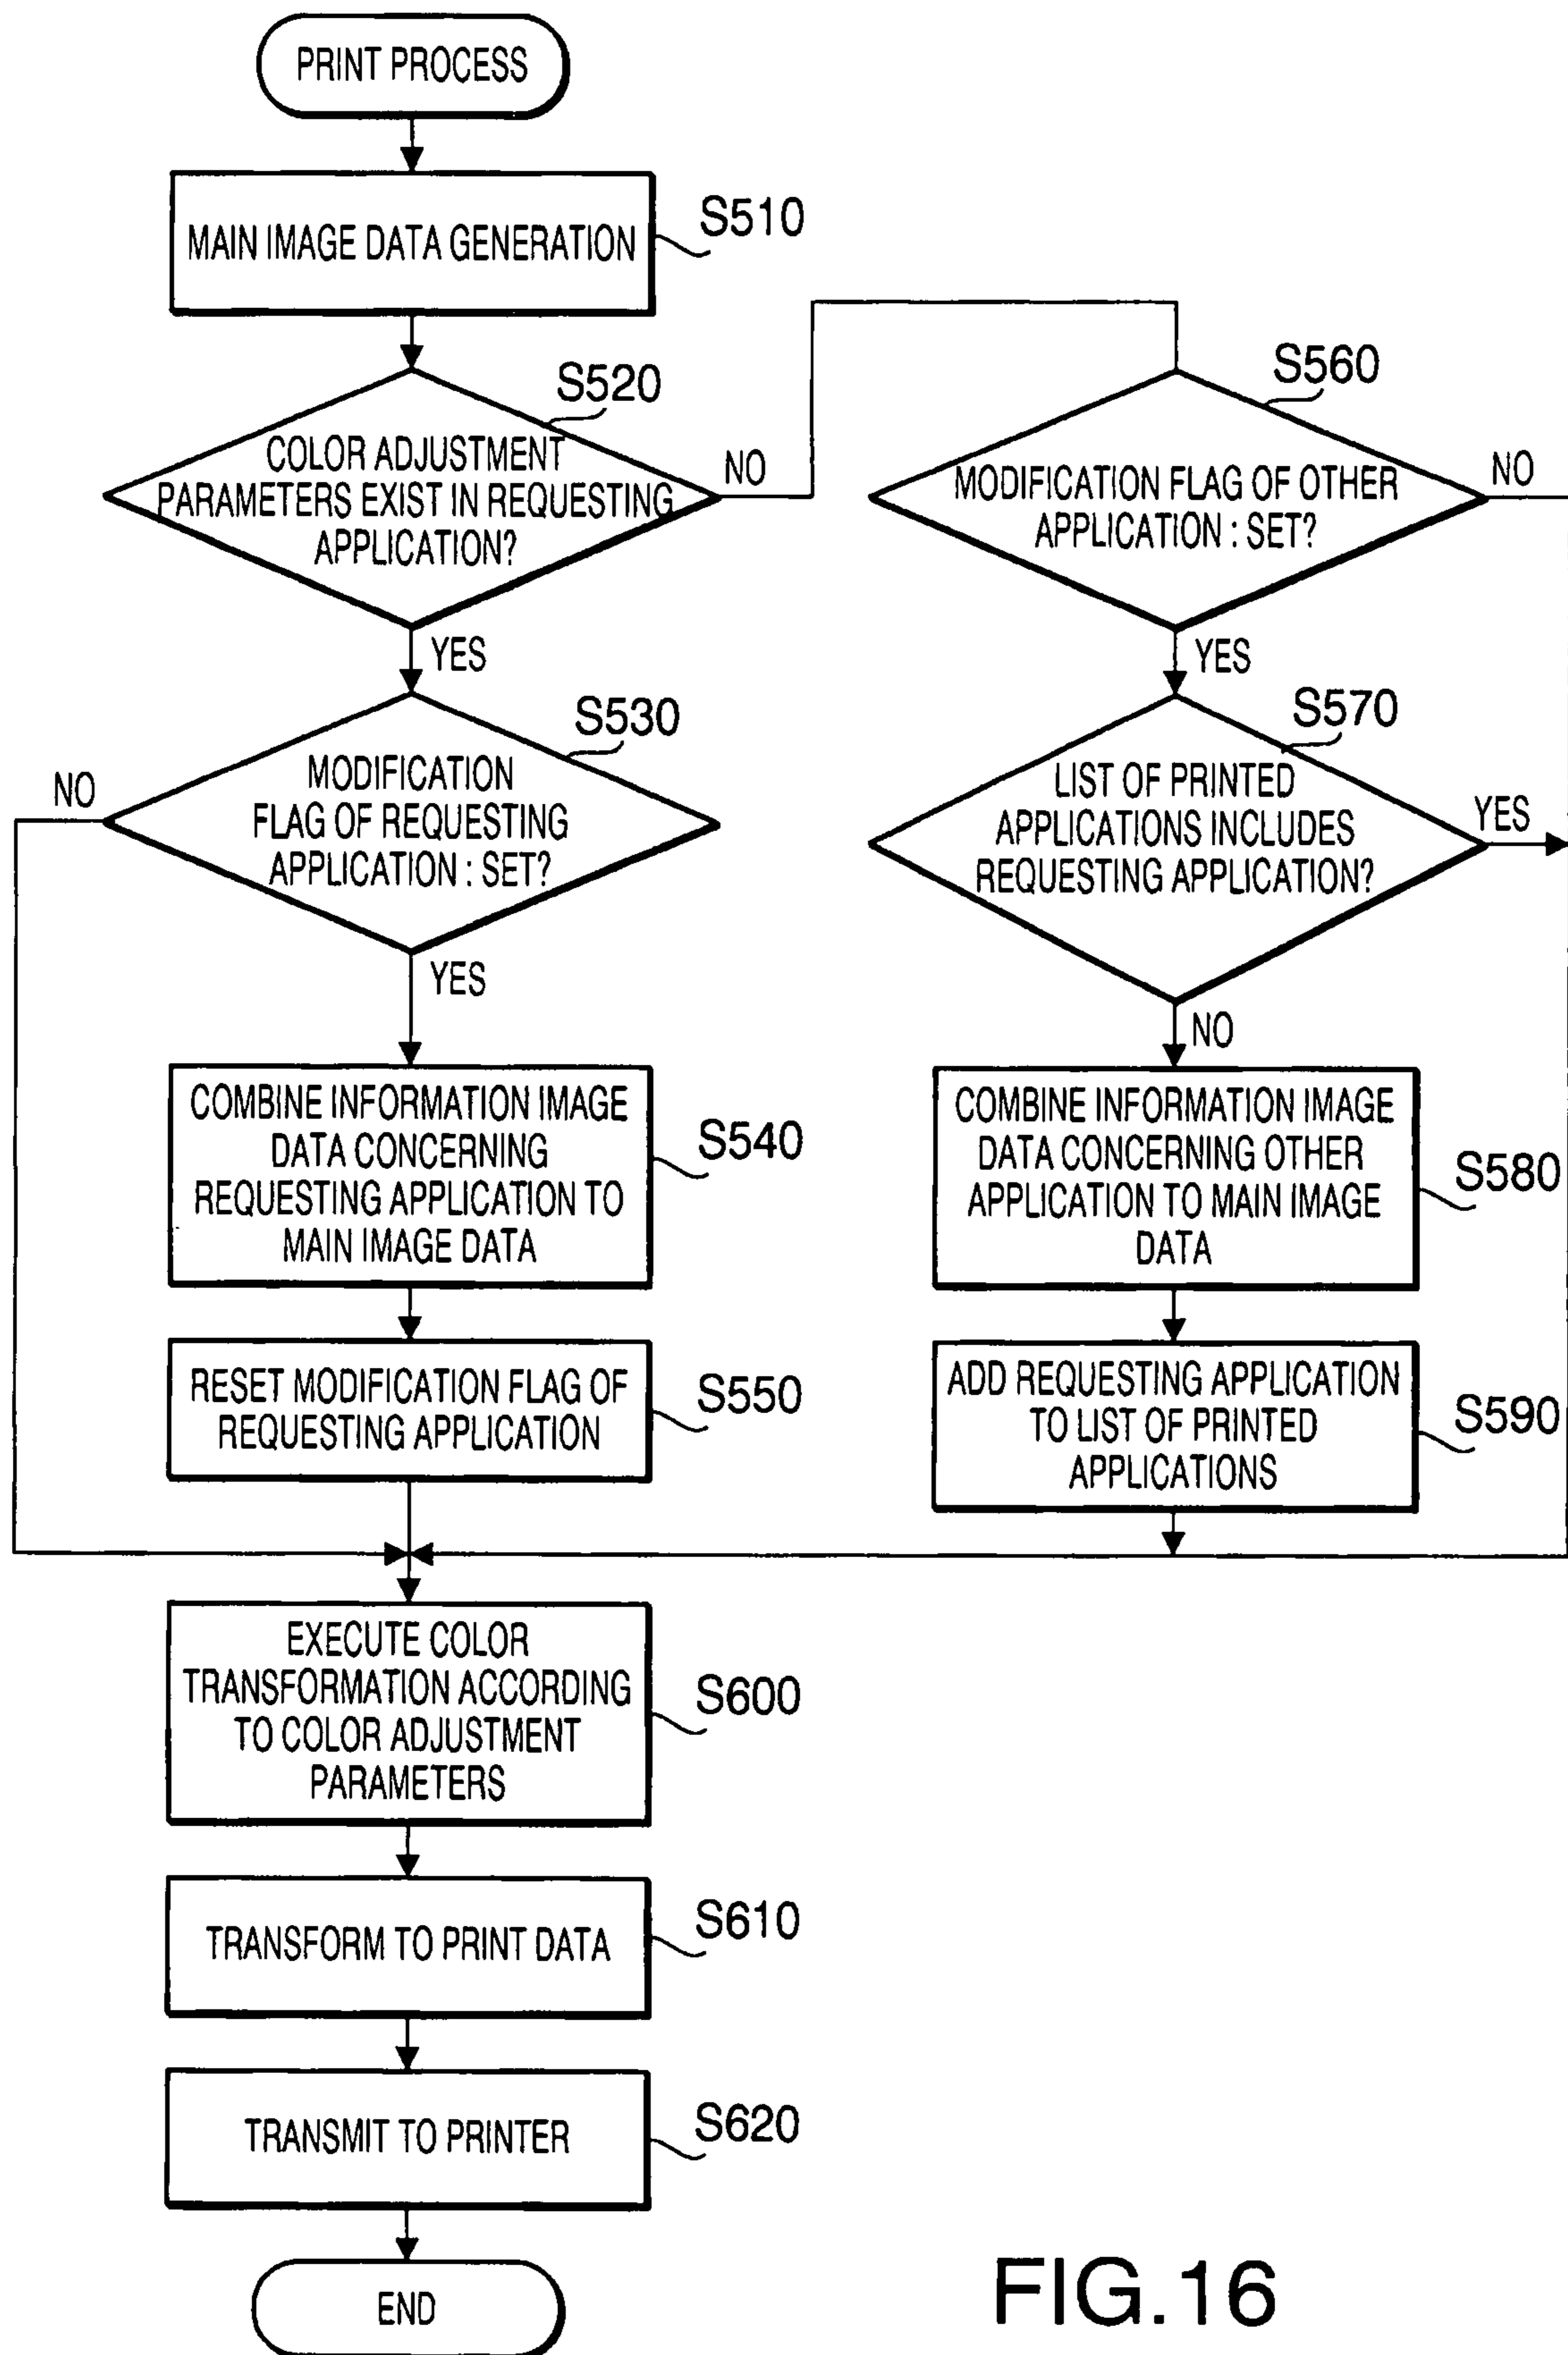 PRINT PROCESS
MAIN IMAGE DATA GENERATION
S510
S520
COLOR ADJUSTMENT
PARAMETERS EXIST IN REQUESTING
APPLICATION?
NO
YES
S530
MODIFICATION
FLAG OF REQUESTING
APPLICATION : SET?
NO
YES
COMBINE INFORMATION IMAGE
DATA CONCERNING
REQUESTING APPLICATION TO
MAIN IMAGE DATA
S540
RESET MODIFICATION FLAG OF
REQUESTING APPLICATION
S550
S560
MODIFICATION FLAG OF OTHER
APPLICATION : SET?
NO
YES
S570
LIST OF PRINTED
APPLICATIONS INCLUDES
REQUESTING APPLICATION?
YES
NO
COMBINE INFORMATION IMAGE
DATA CONCERNING OTHER
APPLICATION TO MAIN IMAGE
DATA
S580
ADD REQUESTING APPLICATION
TO LIST OF PRINTED
APPLICATIONS
S590
EXECUTE COLOR
TRANSFORMATION ACCORDING
TO COLOR ADJUSTMENT
PARAMETERS
S600
TRANSFORM TO PRINT DATA
S610
TRANSMIT TO PRINTER
S620
END
FIG.16